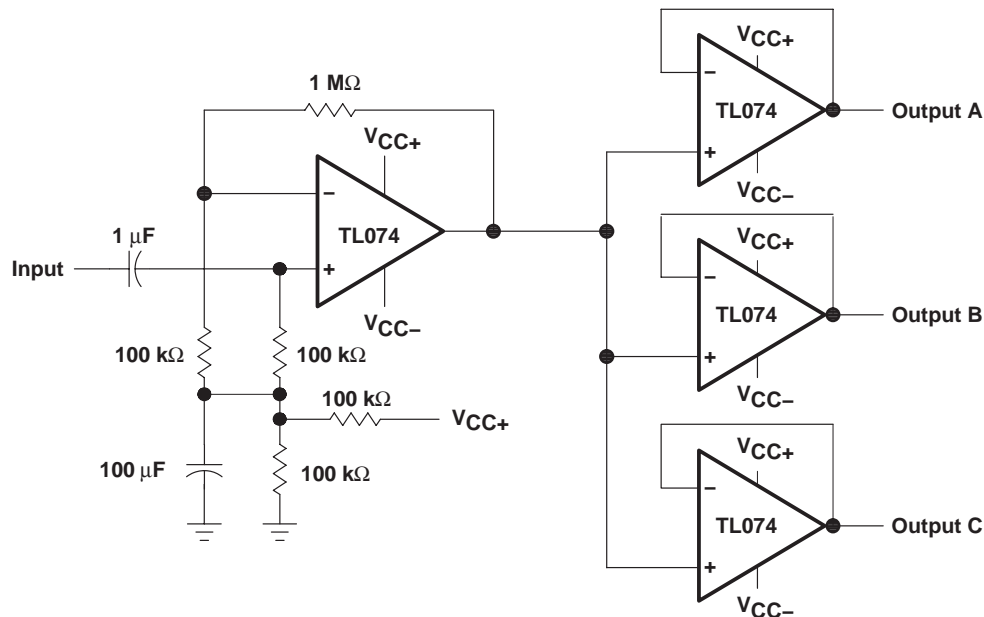 1 MΩ
VCC+
−
TL074
+
VCC−
1 μF
Input
100 kΩ
100 kΩ
100 kΩ
VCC+
100 μF
100 kΩ
VCC+
−
TL074
+
VCC−
Output A
VCC+
−
TL074
+
VCC−
Output B
VCC+
−
TL074
+
VCC−
Output C